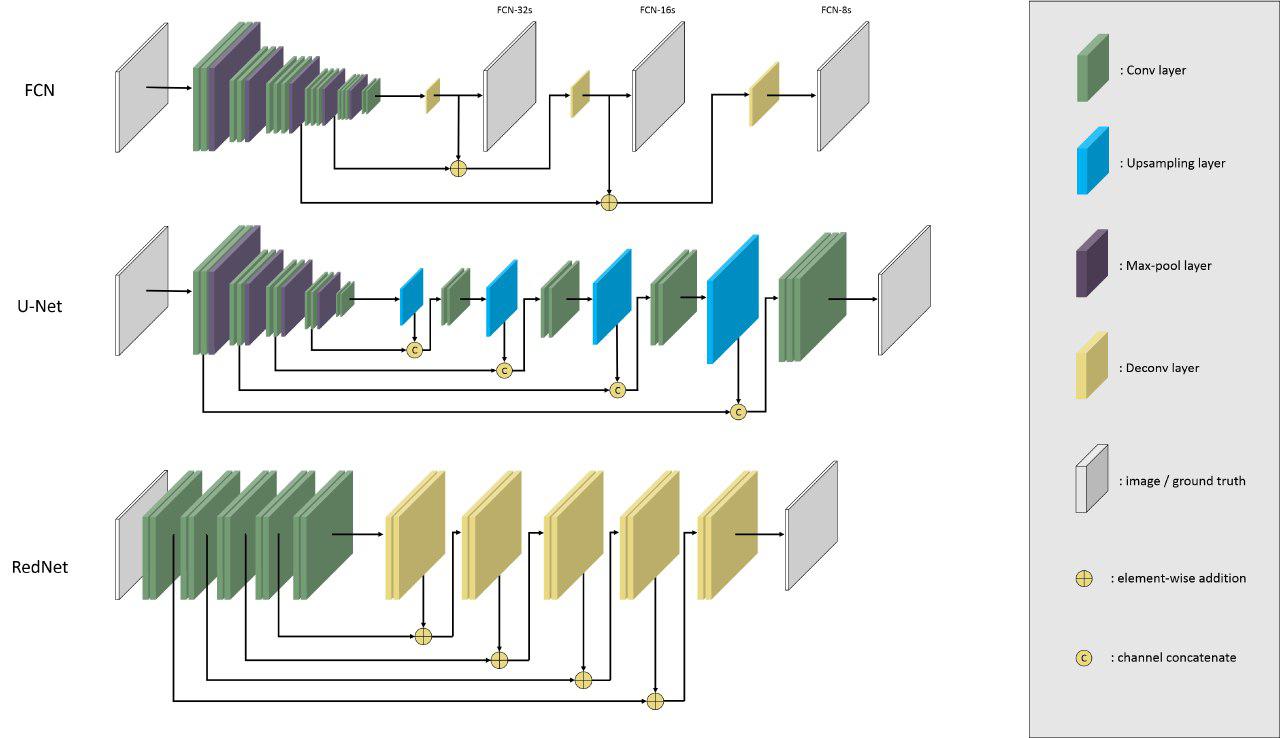 FCN-32s
FCN-16s
FCN-8s
FCN
U-Net
C
C
C
C
RedNet
: Conv layer
: Upsampling layer
: Max-pool layer
: Deconv layer
: image / ground truth
: element-wise addition
C
: channel concatenate